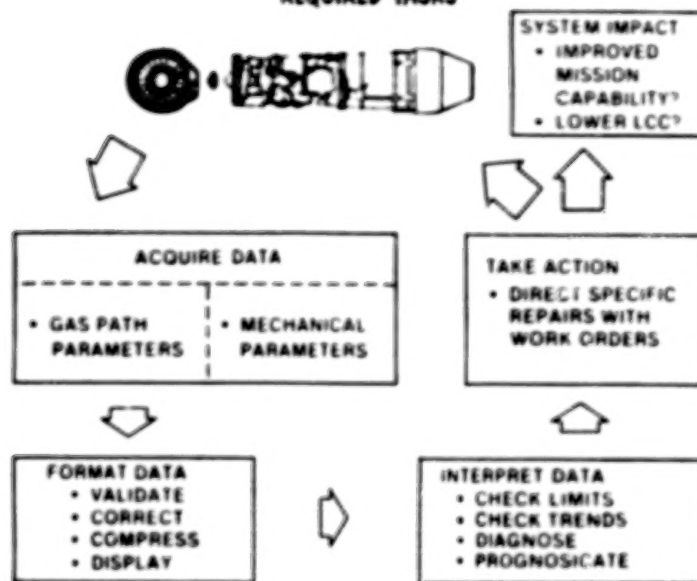 SYSTEM IMPACT
• IMPROVED
MISSION
CAPABILITY?
• LOWER LCC?
ACQUIRE DATA
• GAS PATH
PARAMETERS
• MECHANICAL
PARAMETERS
TAKE ACTION
• DIRECT SPECIFIC
REPAIRS WITH
WORK ORDERS
FORMAT DATA
• VALIDATE
• CORRECT
• COMPRESS
• DISPLAY
INTERPRET DATA
• CHECK LIMITS
• CHECK TRENDS
• DIAGNOSE
• PROGNOSICATE